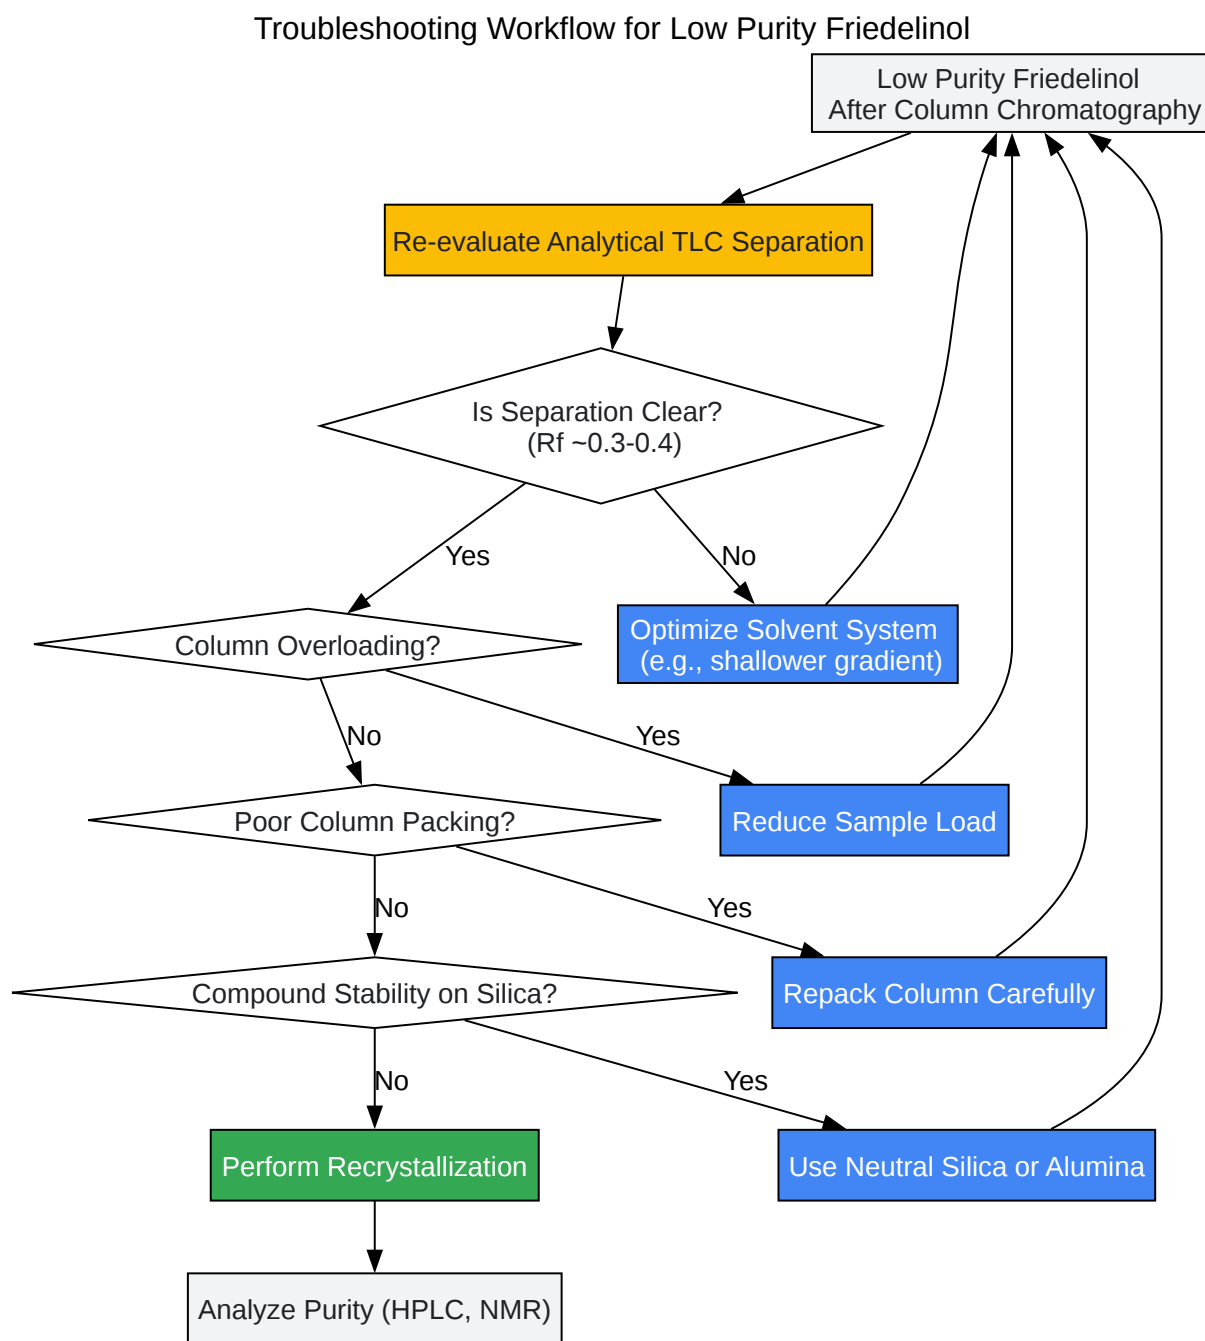 Troubleshooting Workflow for Low Purity Friedelinol
Low Purity Friedelinol
After Column Chromatography
Re-evaluate Analytical TLC Separation
Is Separation Clear?
(Rf ~0.3-0.4)
Yes
No
Optimize Solvent System
(e.g., shallower gradient)
Column Overloading?
No
Yes
Reduce Sample Load
Poor Column Packing?
No
Yes
Repack Column Carefully
Compound Stability on Silica?
No
Yes
Perform Recrystallization
Use Neutral Silica or Alumina
Analyze Purity (HPLC, NMR)